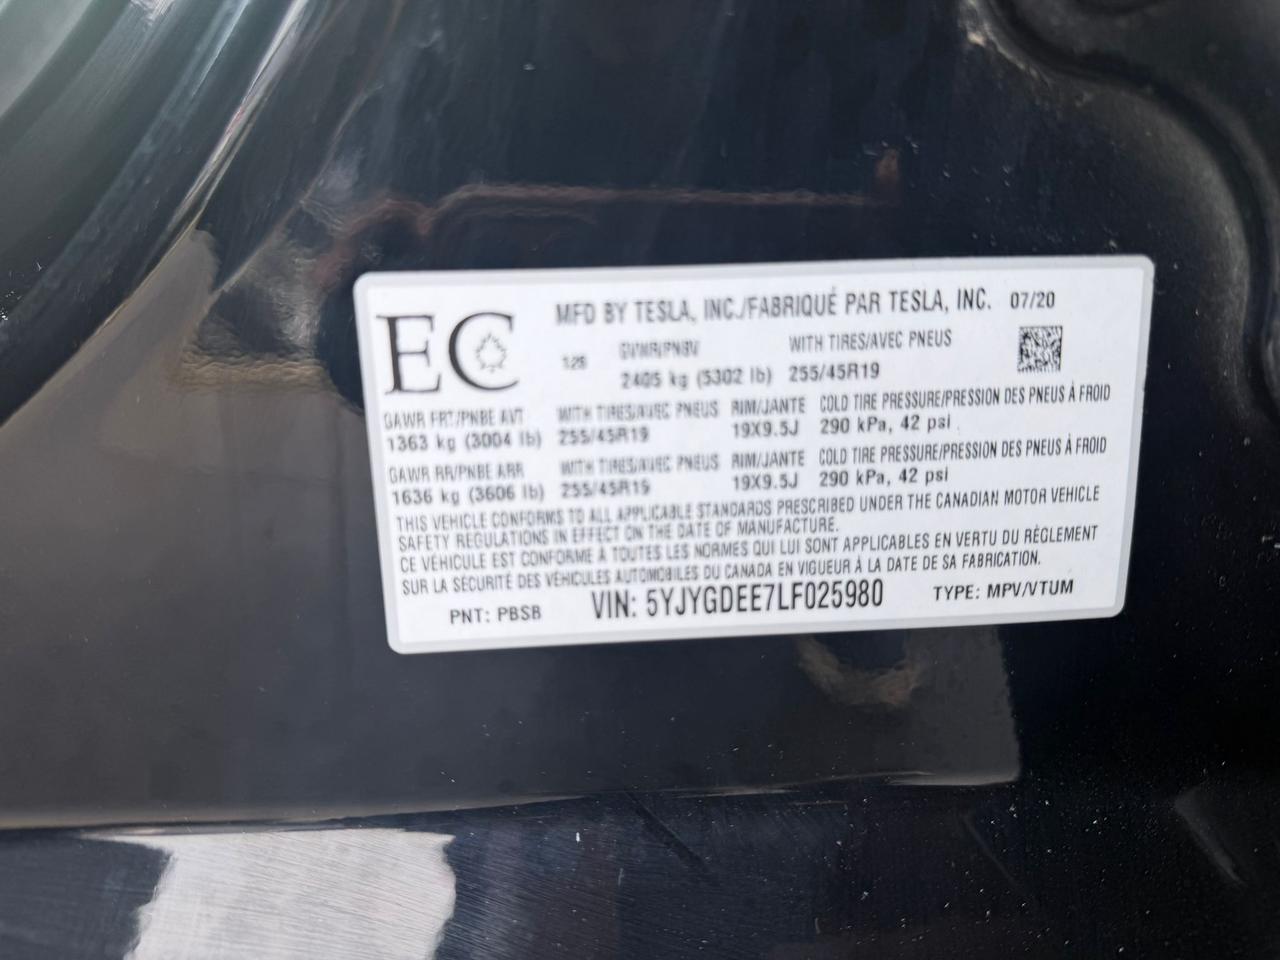 EC
MFD BY TESLA, INC./FABRIQUÉ PAR TESLA, INC. 07/20
GVWR/PNBV WITH TIRES/AVEC PNEUS
2405 kg (5302 lb) 255/45R19
GAWR FRT/PNBE AVT WITH TIRES/AVEC PNEUS RIM/JANTE COLD TIRE PRESSURE/PRESSION DES PNEUS À FROID
1363 kg (3004 lb) 255/45R19 19X9.5J 290 kPa, 42 psi
GAWR RR/PNBE ARR WITH TIRES/AVEC PNEUS RIM/JANTE COLD TIRE PRESSURE/PRESSION DES PNEUS À FROID
1636 kg (3606 lb) 255/45R19 19X9.5J 290 kPa, 42 psi
THIS VEHICLE CONFORMS TO ALL APPLICABLE STANDARDS PRESCRIBED UNDER THE CANADIAN MOTOR VEHICLE
SAFETY REGULATIONS IN EFFECT ON THE DATE OF MANUFACTURE.
CE VÉHICULE EST CONFORME À TOUTES LES NORMES QUI LUI SONT APPLICABLES EN VERTU DU RÈGLEMENT
SUR LA SÉCURITÉ DES VÉHICULES AUTOMOBILES DU CANADA EN VIGUEUR À LA DATE DE SA FABRICATION.
PNT: PBSB VIN: 5YJYGDEE7LF025980 TYPE: MPV/VTUM